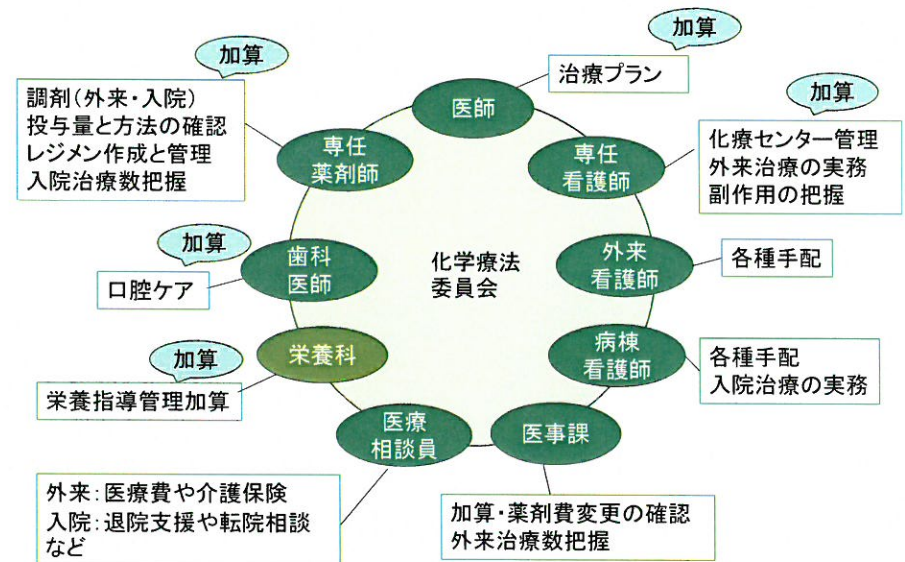 加算
医師
治療プラン
加算
調剤(外来・入院)
投与量と方法の確認
レジメン作成と管理
入院治療数把握
専任
薬剤師
加算
化療センター管理
外来治療の実務
副作用の把握
専任
看護師
加算
口腔ケア
歯科
医師
化学療法
委員会
外来
看護師
各種手配
加算
栄養指導管理加算
栄養科
病棟
看護師
各種手配
入院治療の実務
医療
相談員
医事課
外来:医療費や介護保険
入院:退院支援や転院相談
など
加算・薬剤費変更の確認
外来治療数把握